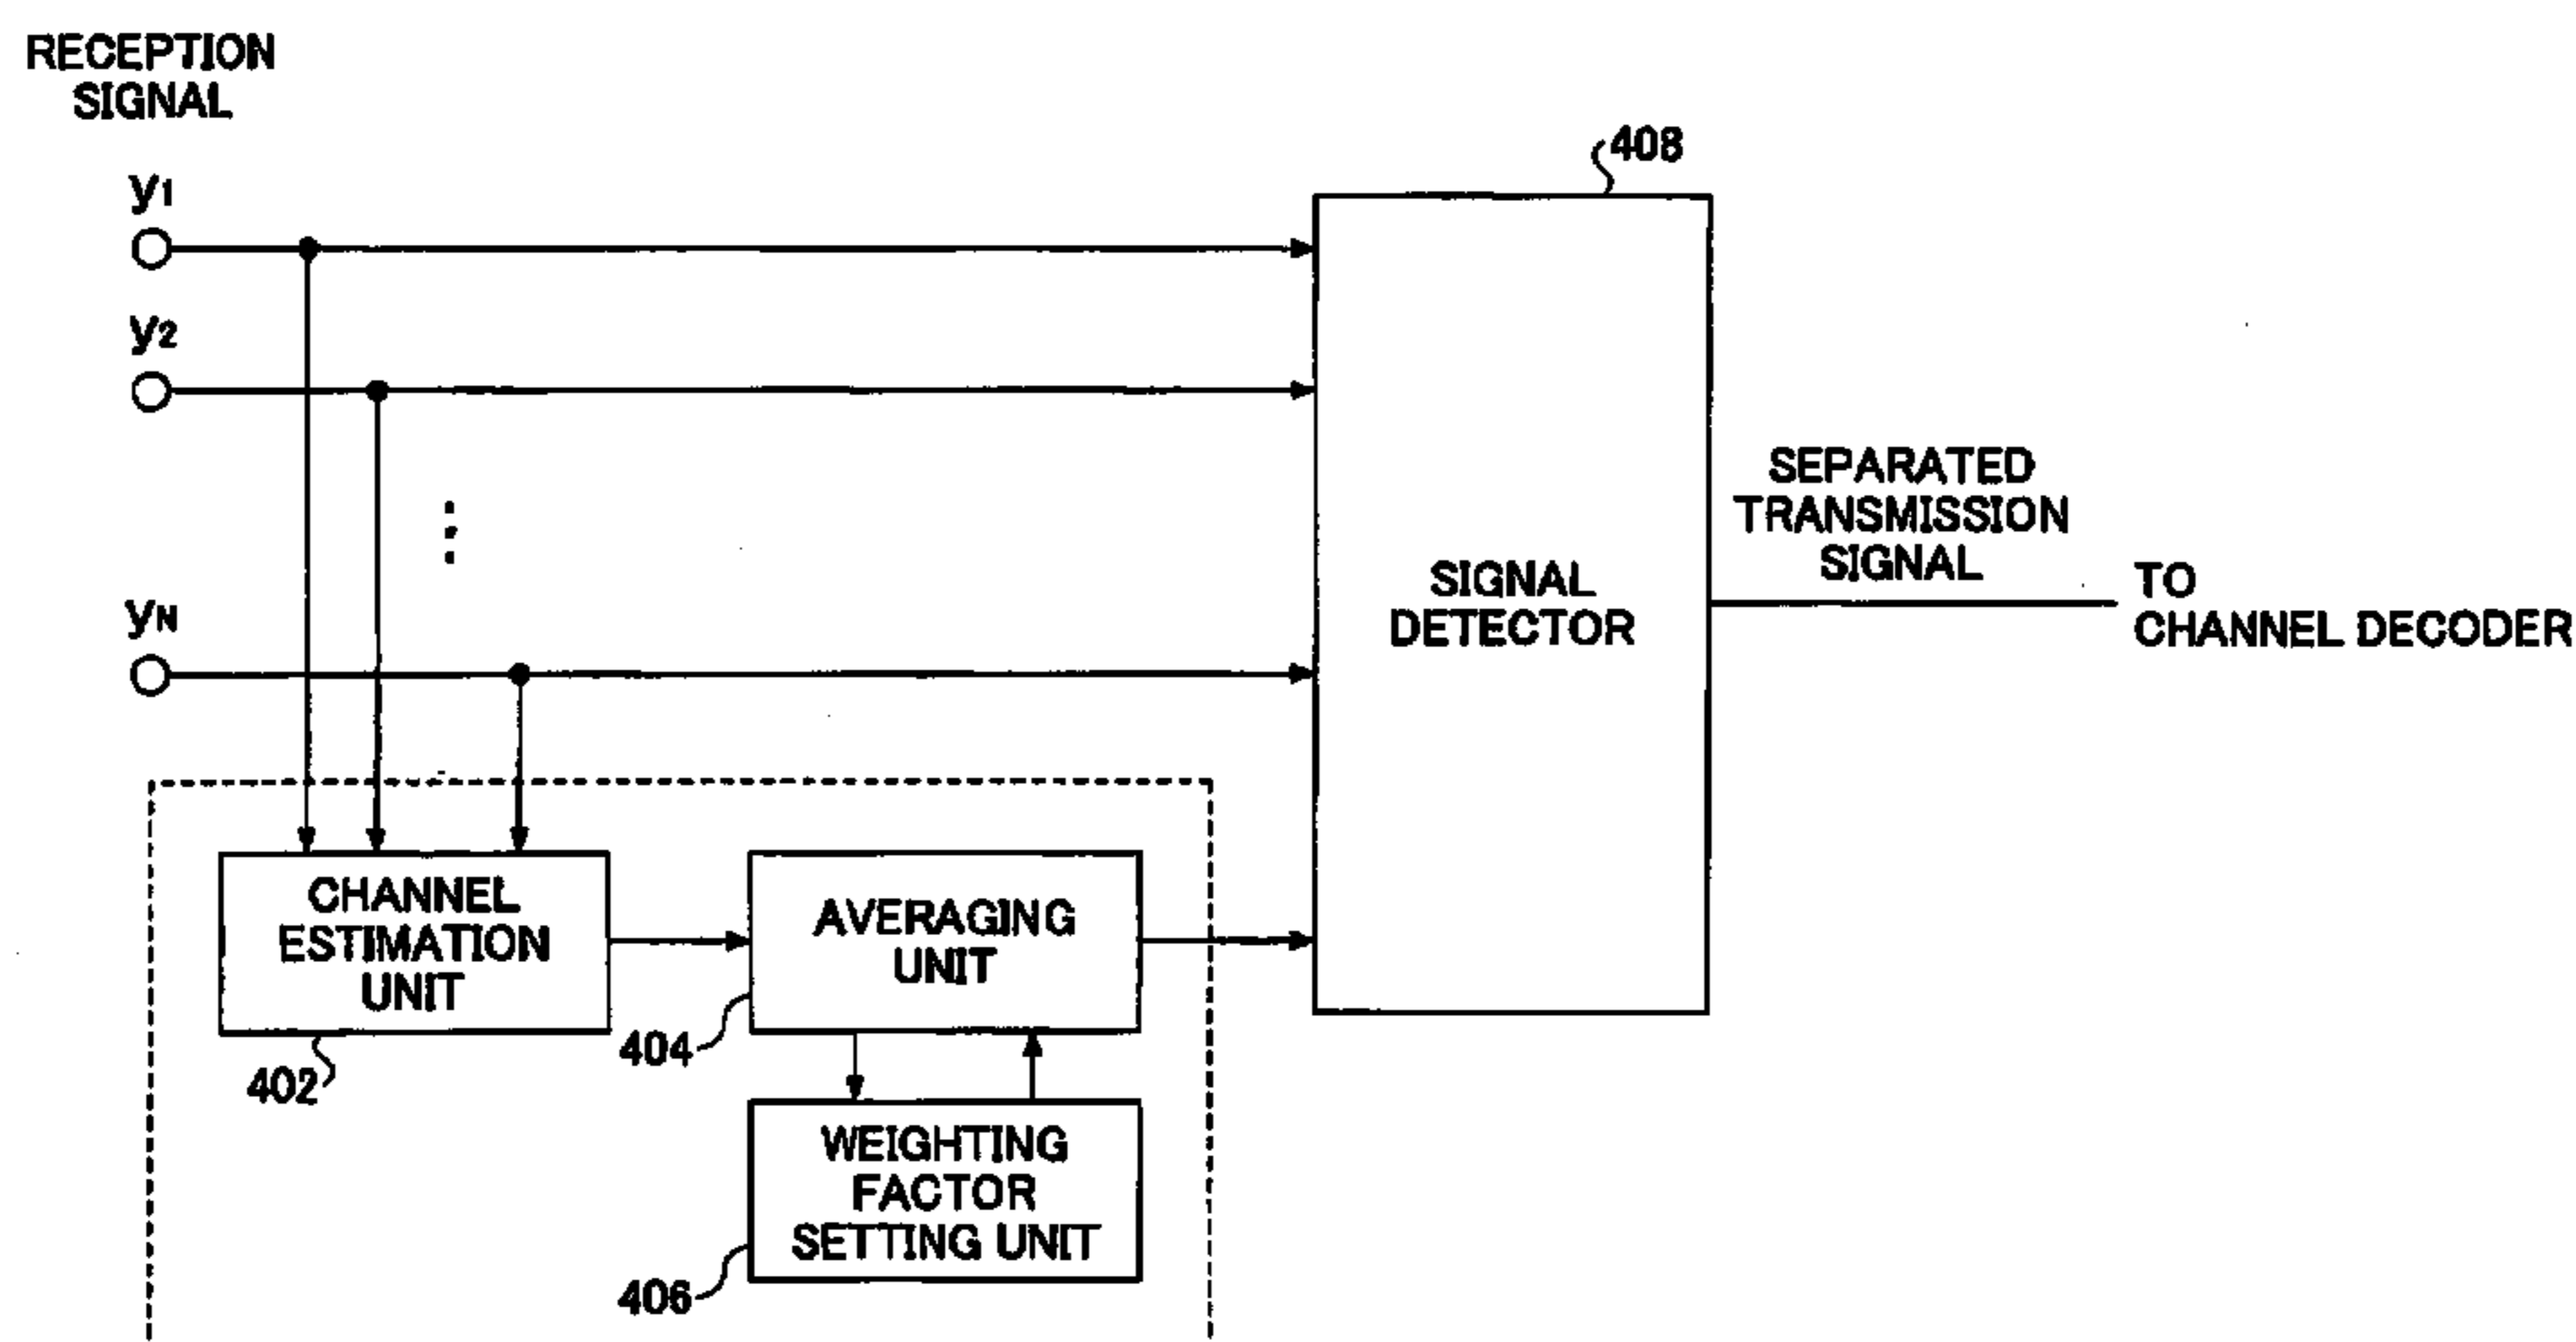 RECEPTION
SIGNAL
y1
y2
yN
408
SIGNAL
DETECTOR
SEPARATED
TRANSMISSION
SIGNAL
TO
CHANNEL DECODER
CHANNEL
ESTIMATION
UNIT
402
AVERAGING
UNIT
404
WEIGHTING
FACTOR
SETTING UNIT
406